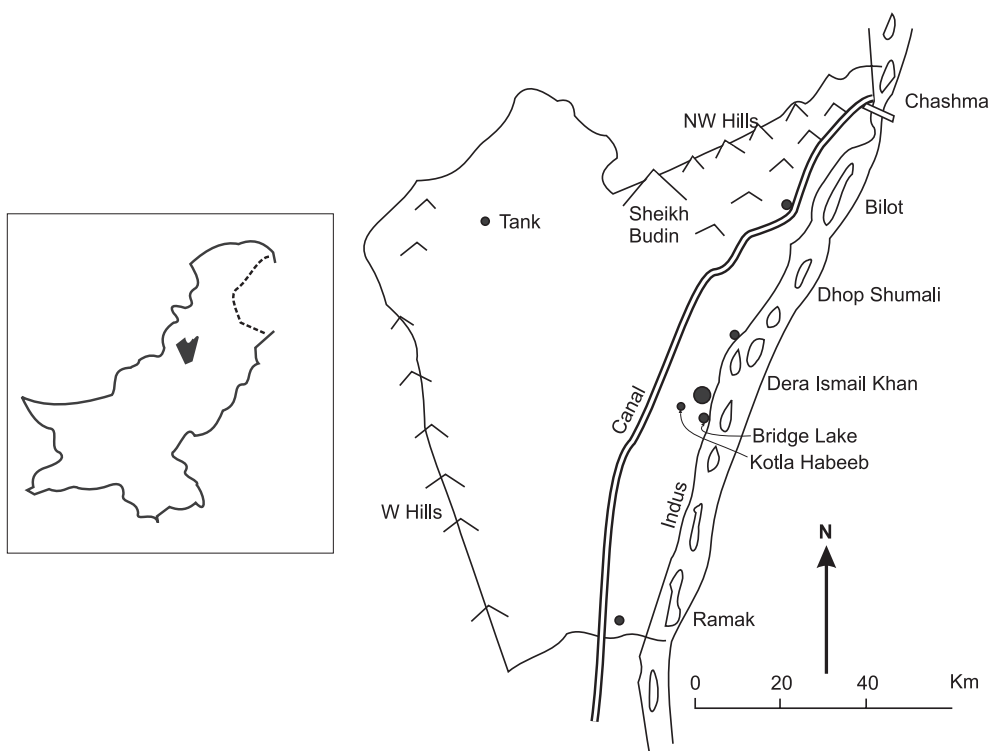 Chashma
NW Hills
Bilot
Sheikh
Budin
Tank
Dhop Shumali
Dera Ismail Khan
Canal
Bridge Lake
Kotla Habeeb
Indus
W Hills
N
Ramak
0 20 40 Km